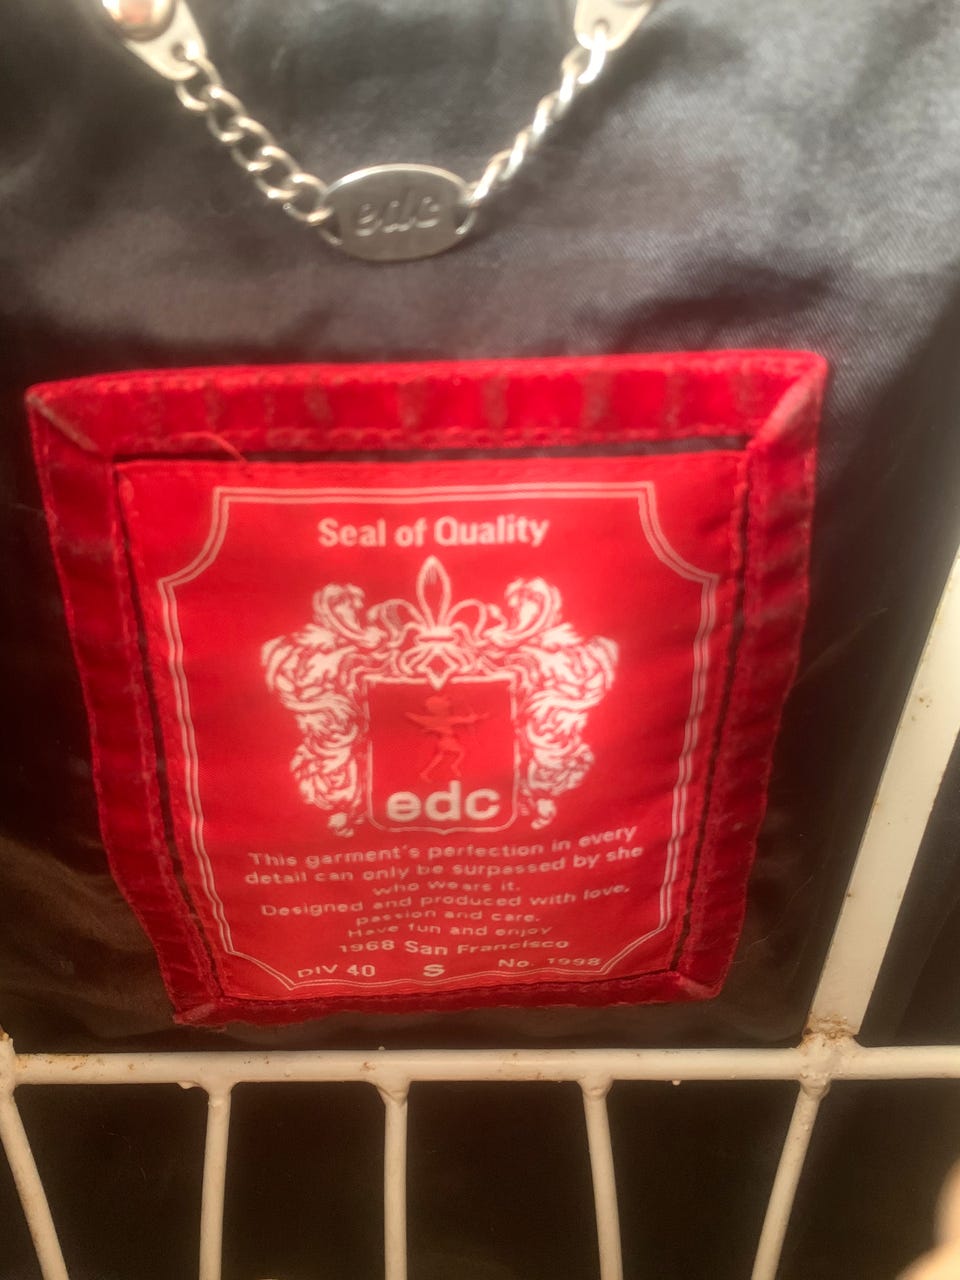 edc
Seal of Quality
edc
This garment's perfection in every
detail can only be surpassed by she
who wears it.
Designed and produced with love,
passion and care.
Have fun and enjoy
1968 San Francisco
DIV 40 S No. 1998